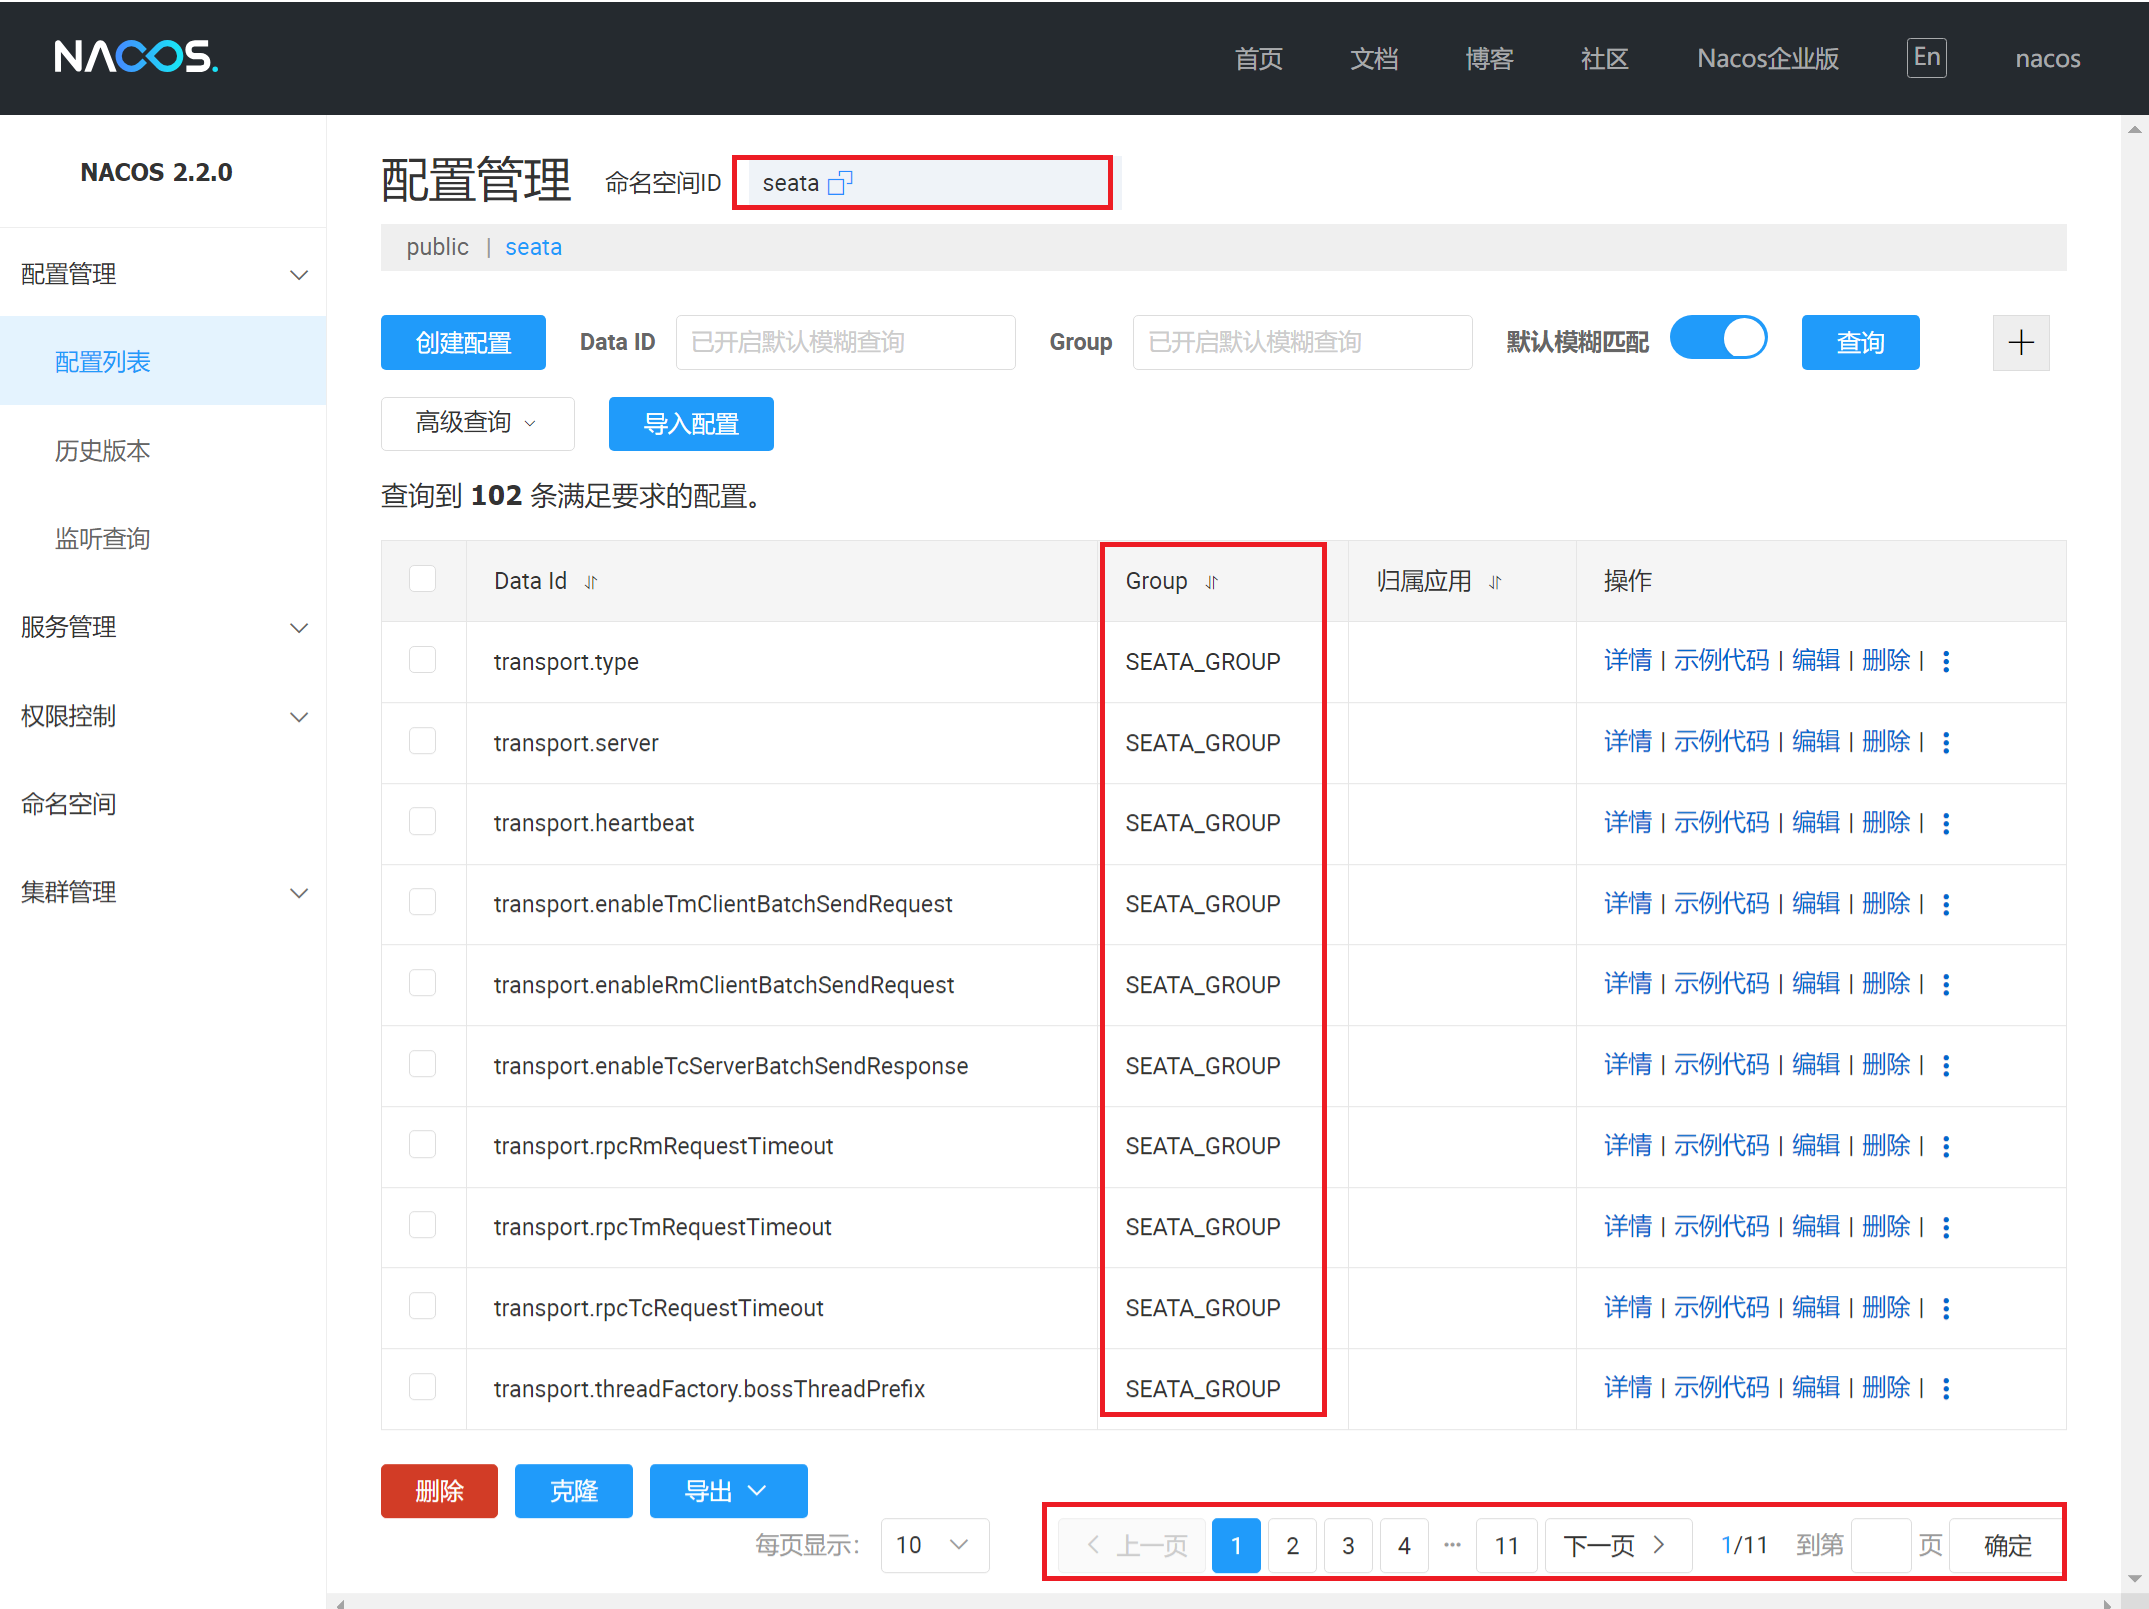 NACOS. 首页 文档 博客 社区 Nacos企业版 En nacos
NACOS 2.2.0
配置管理
配置列表
历史版本
监听查询
服务管理
权限控制
命名空间
集群管理
配置管理 命名空间ID seata
public | seata
创建配置 Data ID 已开启默认模糊查询 Group 已开启默认模糊查询 默认模糊匹配 查询
高级查询 导入配置
查询到 102 条满足要求的配置。
Data Id Group 归属应用 操作
transport.type SEATA_GROUP 详情 | 示例代码 | 编辑 | 删除 |
transport.server SEATA_GROUP 详情 | 示例代码 | 编辑 | 删除 |
transport.heartbeat SEATA_GROUP 详情 | 示例代码 | 编辑 | 删除 |
transport.enableTmClientBatchSendRequest SEATA_GROUP 详情 | 示例代码 | 编辑 | 删除 |
transport.enableRmClientBatchSendRequest SEATA_GROUP 详情 | 示例代码 | 编辑 | 删除 |
transport.enableTcServerBatchSendResponse SEATA_GROUP 详情 | 示例代码 | 编辑 | 删除 |
transport.rpcRmRequestTimeout SEATA_GROUP 详情 | 示例代码 | 编辑 | 删除 |
transport.rpcTmRequestTimeout SEATA_GROUP 详情 | 示例代码 | 编辑 | 删除 |
transport.rpcTcRequestTimeout SEATA_GROUP 详情 | 示例代码 | 编辑 | 删除 |
transport.threadFactory.bossThreadPrefix SEATA_GROUP 详情 | 示例代码 | 编辑 | 删除 |
删除 克隆 导出
每页显示: 10 上一页 1 2 3 4 ... 11 下一页 1/11 到第 页 确定